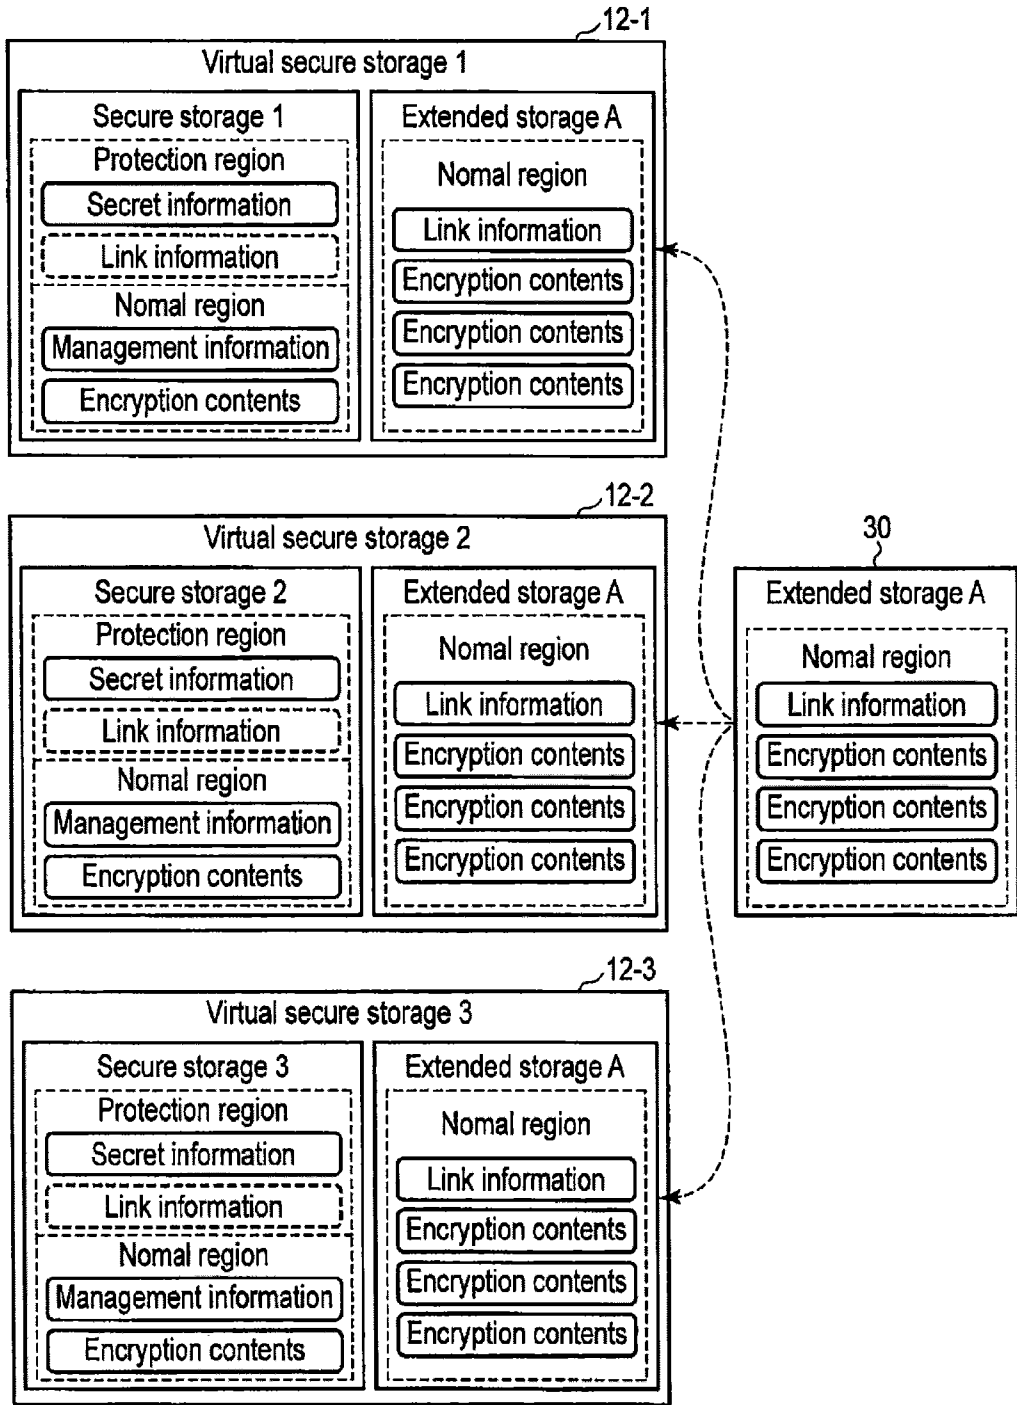 12-1
Virtual secure storage 1
Secure storage 1
Protection region
Secret information
Link information
Nomal region
Management information
Encryption contents
Extended storage A
Nomal region
Link information
Encryption contents
Encryption contents
Encryption contents
12-2
Virtual secure storage 2
Secure storage 2
Protection region
Secret information
Link information
Nomal region
Management information
Encryption contents
Extended storage A
Nomal region
Link information
Encryption contents
Encryption contents
Encryption contents
30
Extended storage A
Nomal region
Link information
Encryption contents
Encryption contents
Encryption contents
12-3
Virtual secure storage 3
Secure storage 3
Protection region
Secret information
Link information
Nomal region
Management information
Encryption contents
Extended storage A
Nomal region
Link information
Encryption contents
Encryption contents
Encryption contents